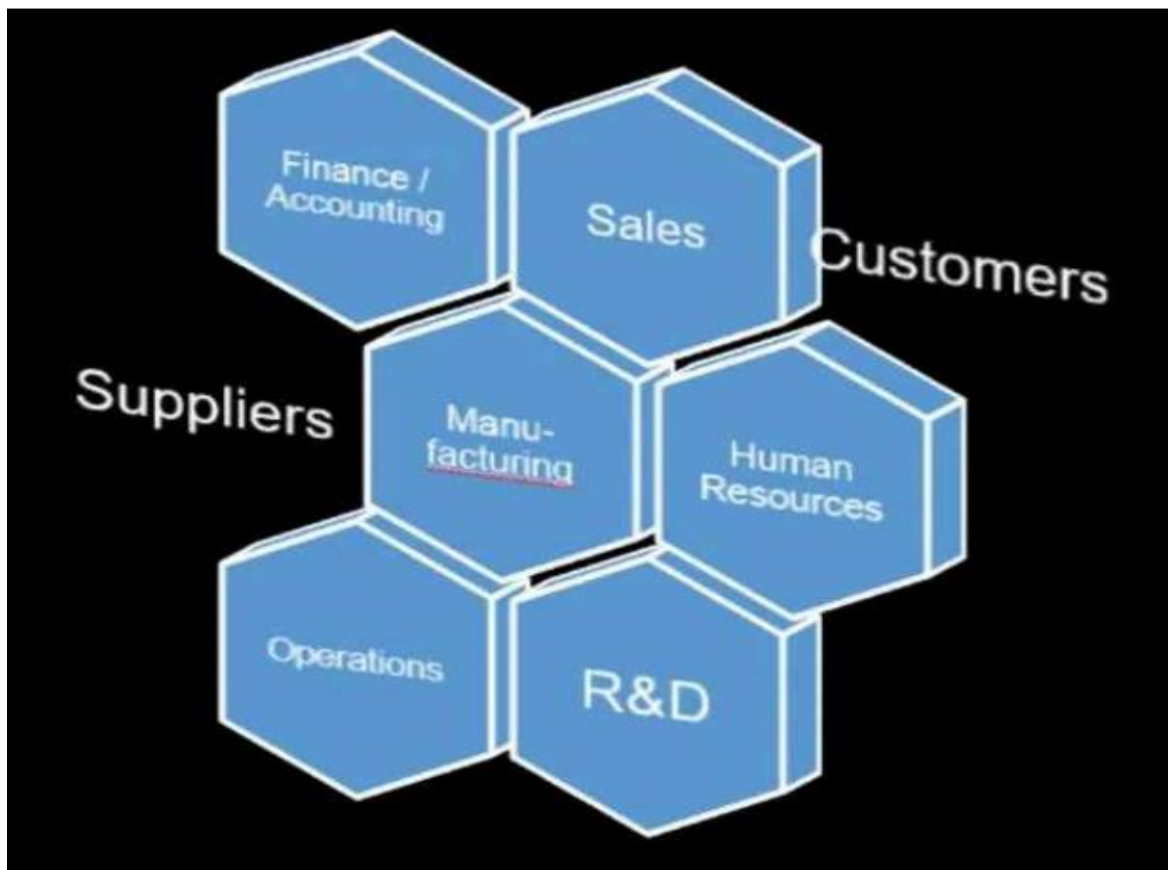 Finance /
Accounting
Sales
Customers
Suppliers
Manu-
facturing
Human
Resources
Operations
R&D